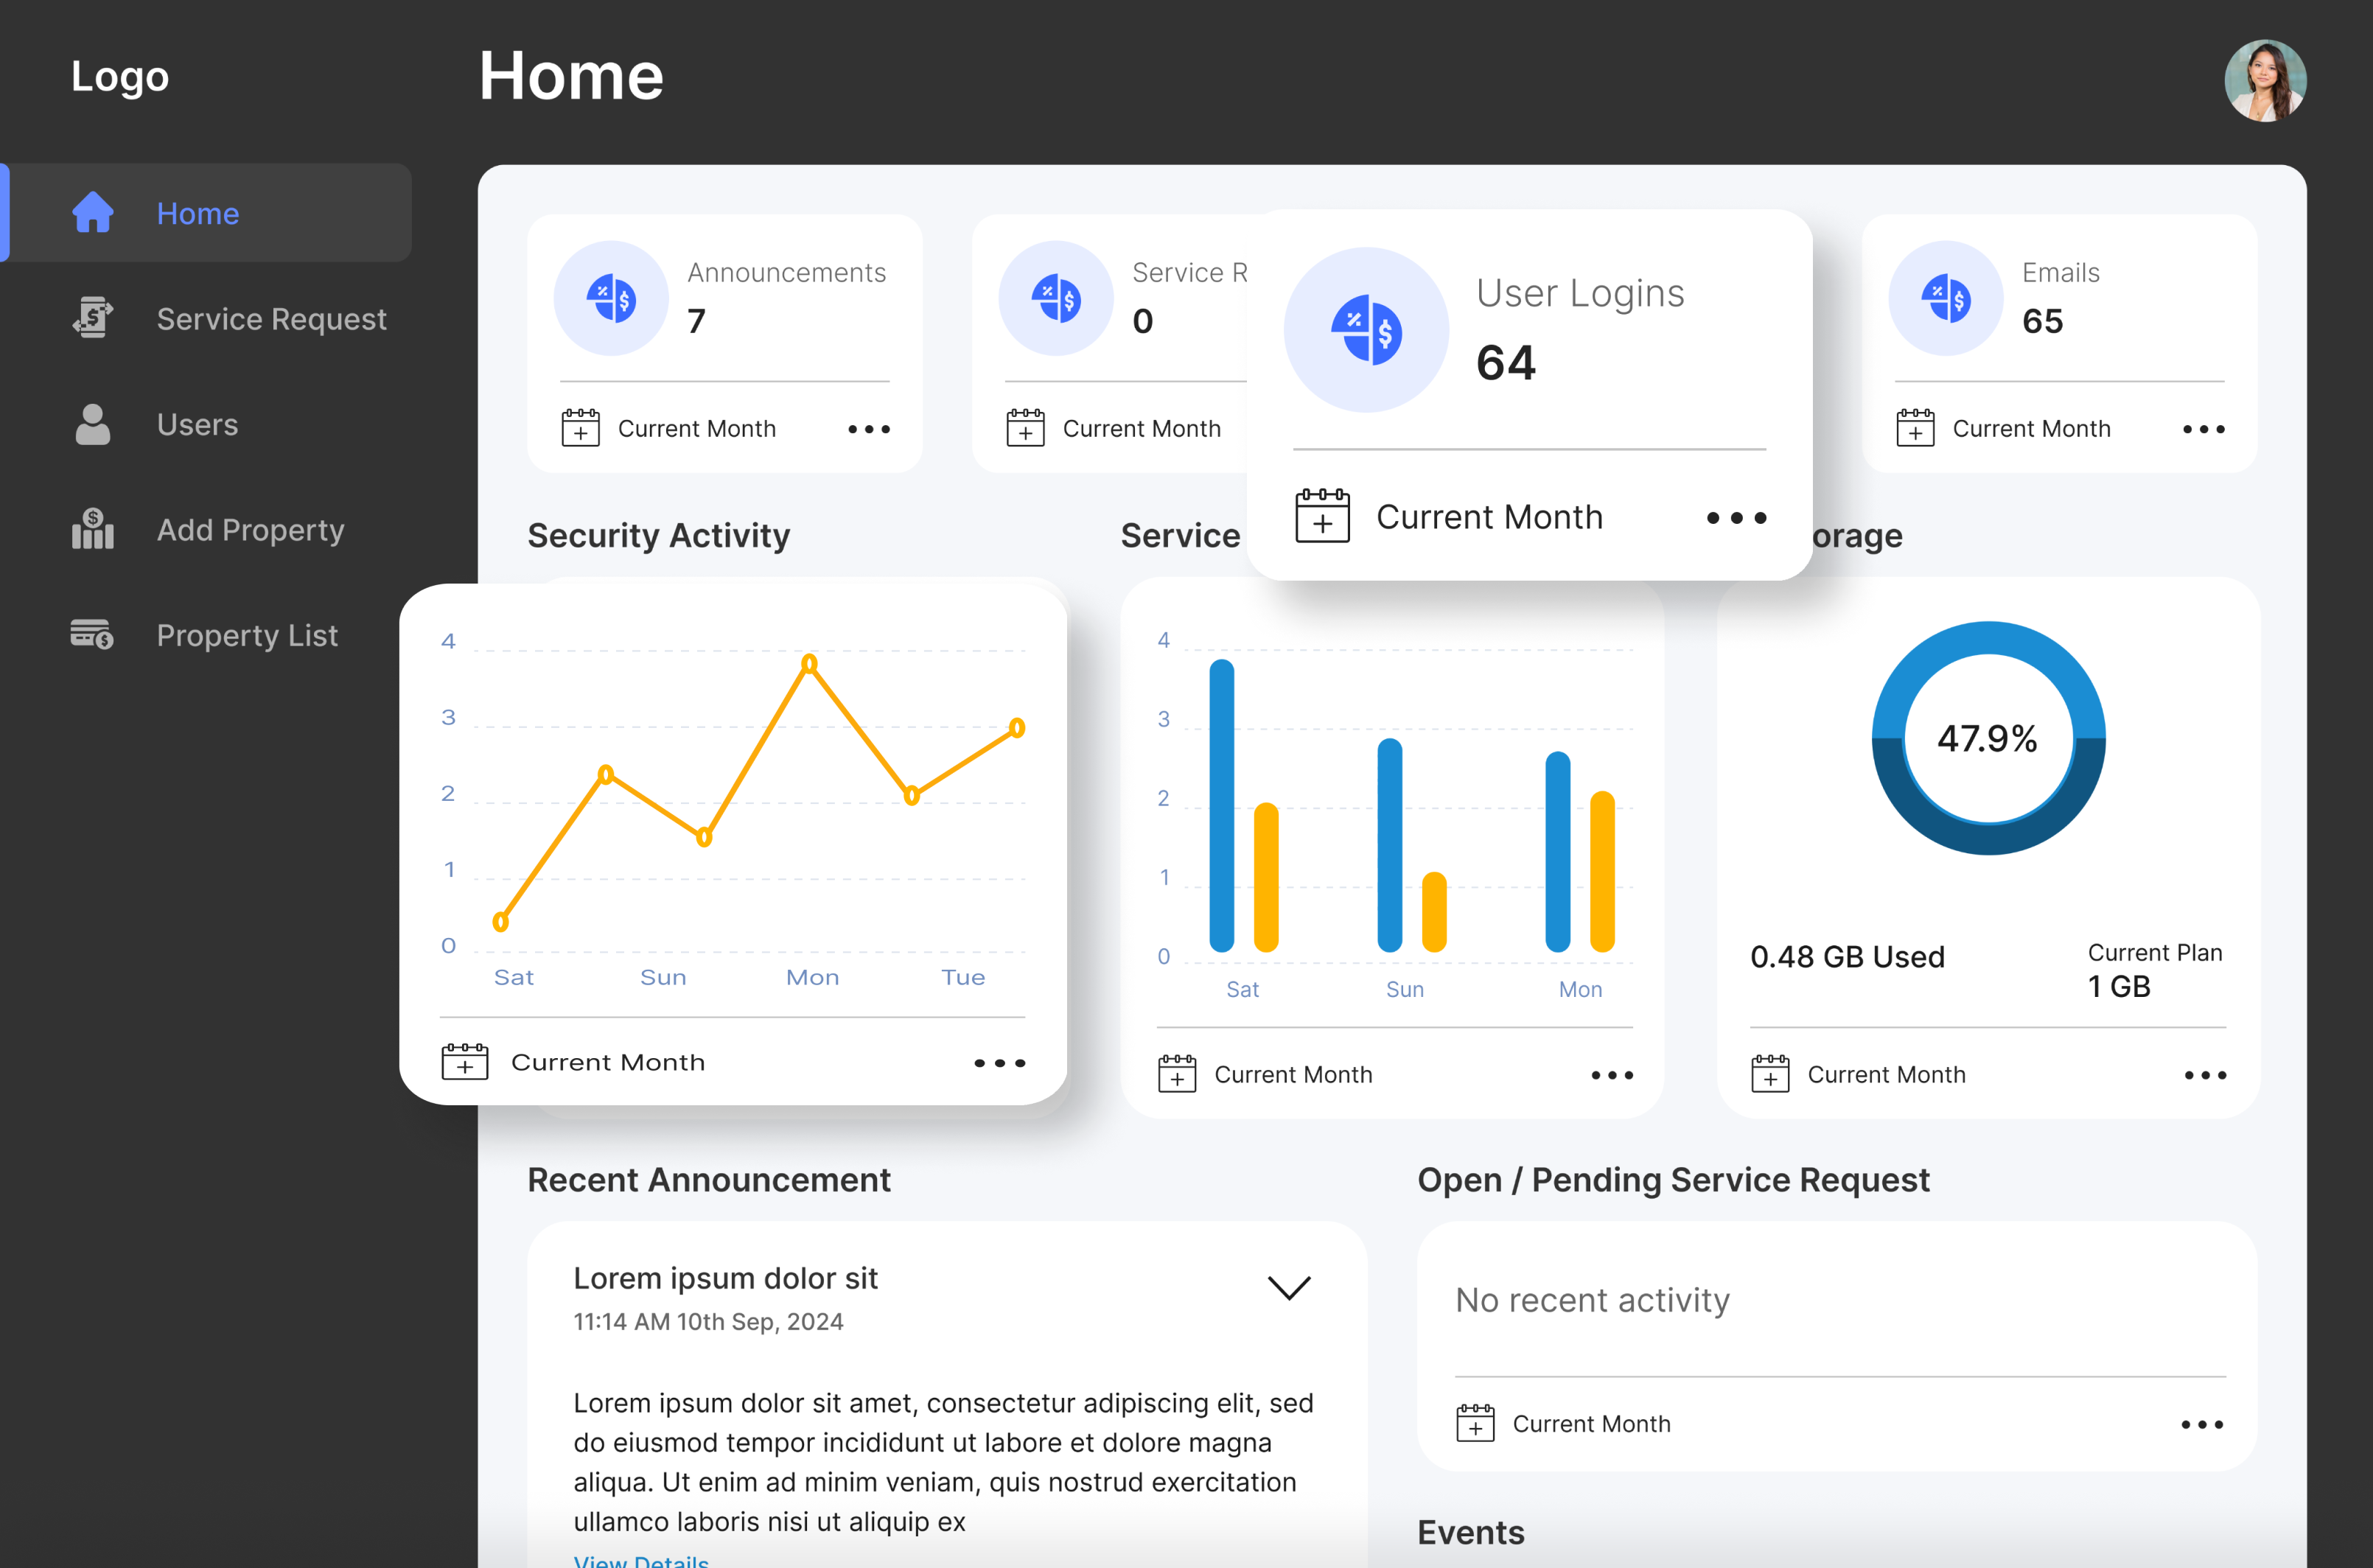 Logo
Home
Home
Service Request
Users
Add Property
Property List
Announcements
7
Current Month
Service R
0
Current Month
User Logins
64
Current Month
Emails
65
Current Month
Security Activity
4
3
2
1
0
Sat Sun Mon Tue
Current Month
Service
4
3
2
1
0
Sat Sun Mon
Current Month
orage
47.9%
0.48 GB Used
Current Plan
1 GB
Current Month
Recent Announcement
Lorem ipsum dolor sit
11:14 AM 10th Sep, 2024
Lorem ipsum dolor sit amet, consectetur adipiscing elit, sed
do eiusmod tempor incididunt ut labore et dolore magna
aliqua. Ut enim ad minim veniam, quis nostrud exercitation
ullamco laboris nisi ut aliquip ex
View Details
Open / Pending Service Request
No recent activity
Current Month
Events